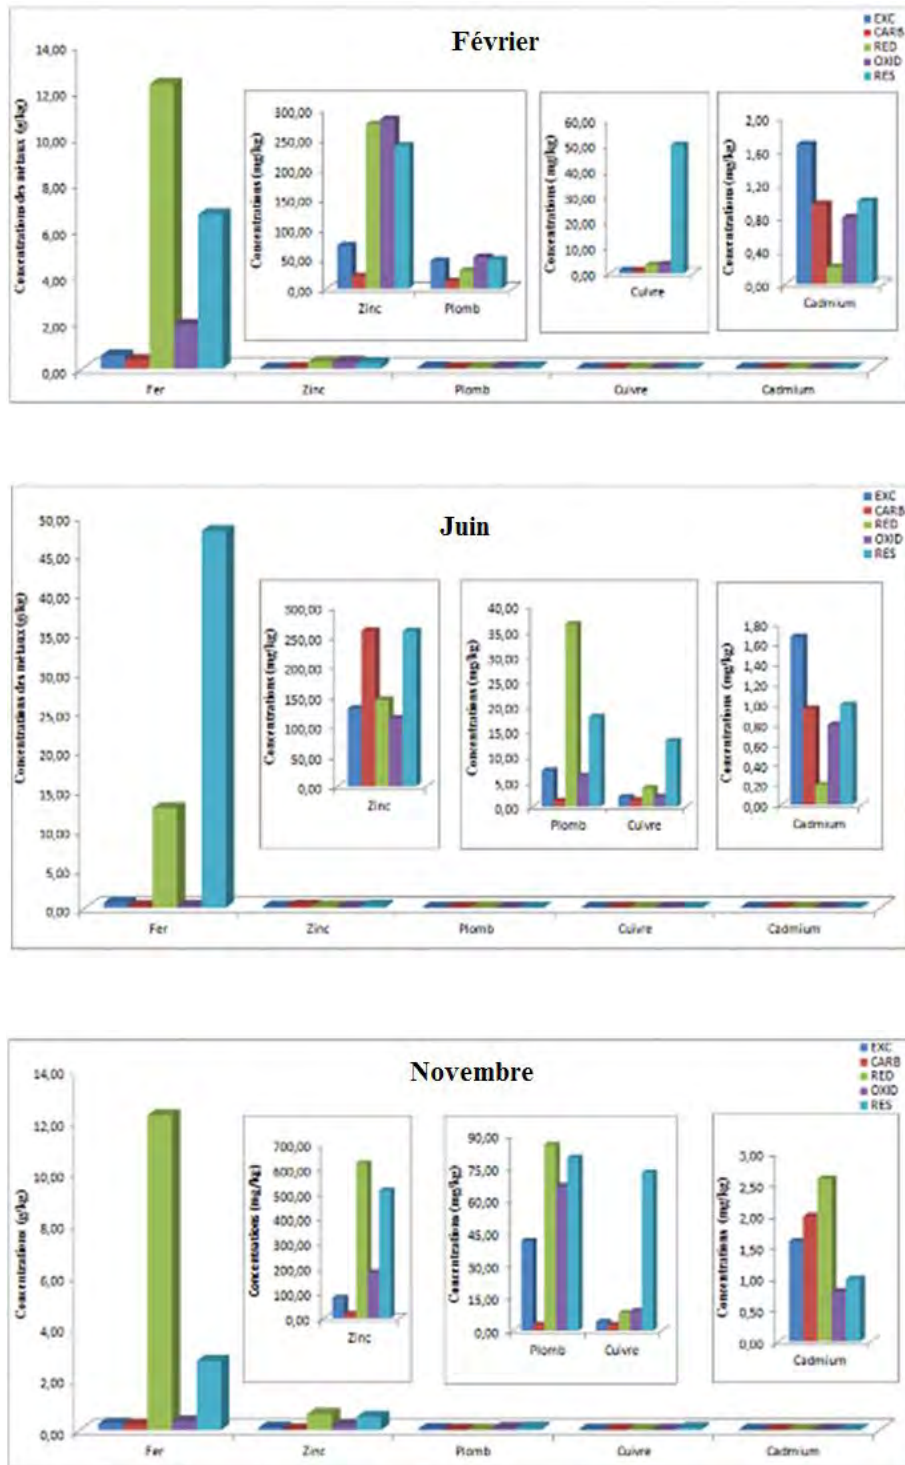 Février
EXC
CARB
RED
OXID
RES
Concentrations des métaux (g/kg)
14,00
12,00
10,00
8,00
6,00
4,00
2,00
0,00
Fer
Zinc
Plomb
Cuivre
Cadmium
Concentrations (mg/kg)
300,00
250,00
200,00
150,00
100,00
50,00
0,00
Zinc
Plomb
Concentrations (mg/kg)
60,00
50,00
40,00
30,00
20,00
10,00
0,00
Cuivre
Concentrations (mg/kg)
2,00
1,60
1,20
0,80
0,40
0,00
Cadmium
Juin
EXC
CARB
RED
OXID
RES
Concentrations des métaux (g/kg)
50,00
45,00
40,00
35,00
30,00
25,00
20,00
15,00
10,00
5,00
0,00
Fer
Zinc
Plomb
Cuivre
Cadmium
Concentrations (mg/kg)
300,00
250,00
200,00
150,00
100,00
50,00
0,00
Zinc
Concentrations (mg/kg)
40,00
35,00
30,00
25,00
20,00
15,00
10,00
5,00
0,00
Plomb
Cuivre
Concentrations (mg/kg)
1,80
1,60
1,40
1,20
1,00
0,80
0,60
0,40
0,20
0,00
Cadmium
Novembre
EXC
CARB
RED
OXID
RES
Concentrations (g/kg)
14,00
12,00
10,00
8,00
6,00
4,00
2,00
0,00
Fer
Zinc
Plomb
Cuivre
Cadmium
Concentrations (mg/kg)
700,00
600,00
500,00
400,00
300,00
200,00
100,00
0,00
Zinc
Concentrations (mg/kg)
90,00
75,00
60,00
45,00
30,00
15,00
0,00
Plomb
Cuivre
Concentrations (mg/kg)
3,00
2,50
2,00
1,50
1,00
0,50
0,00
Cadmium